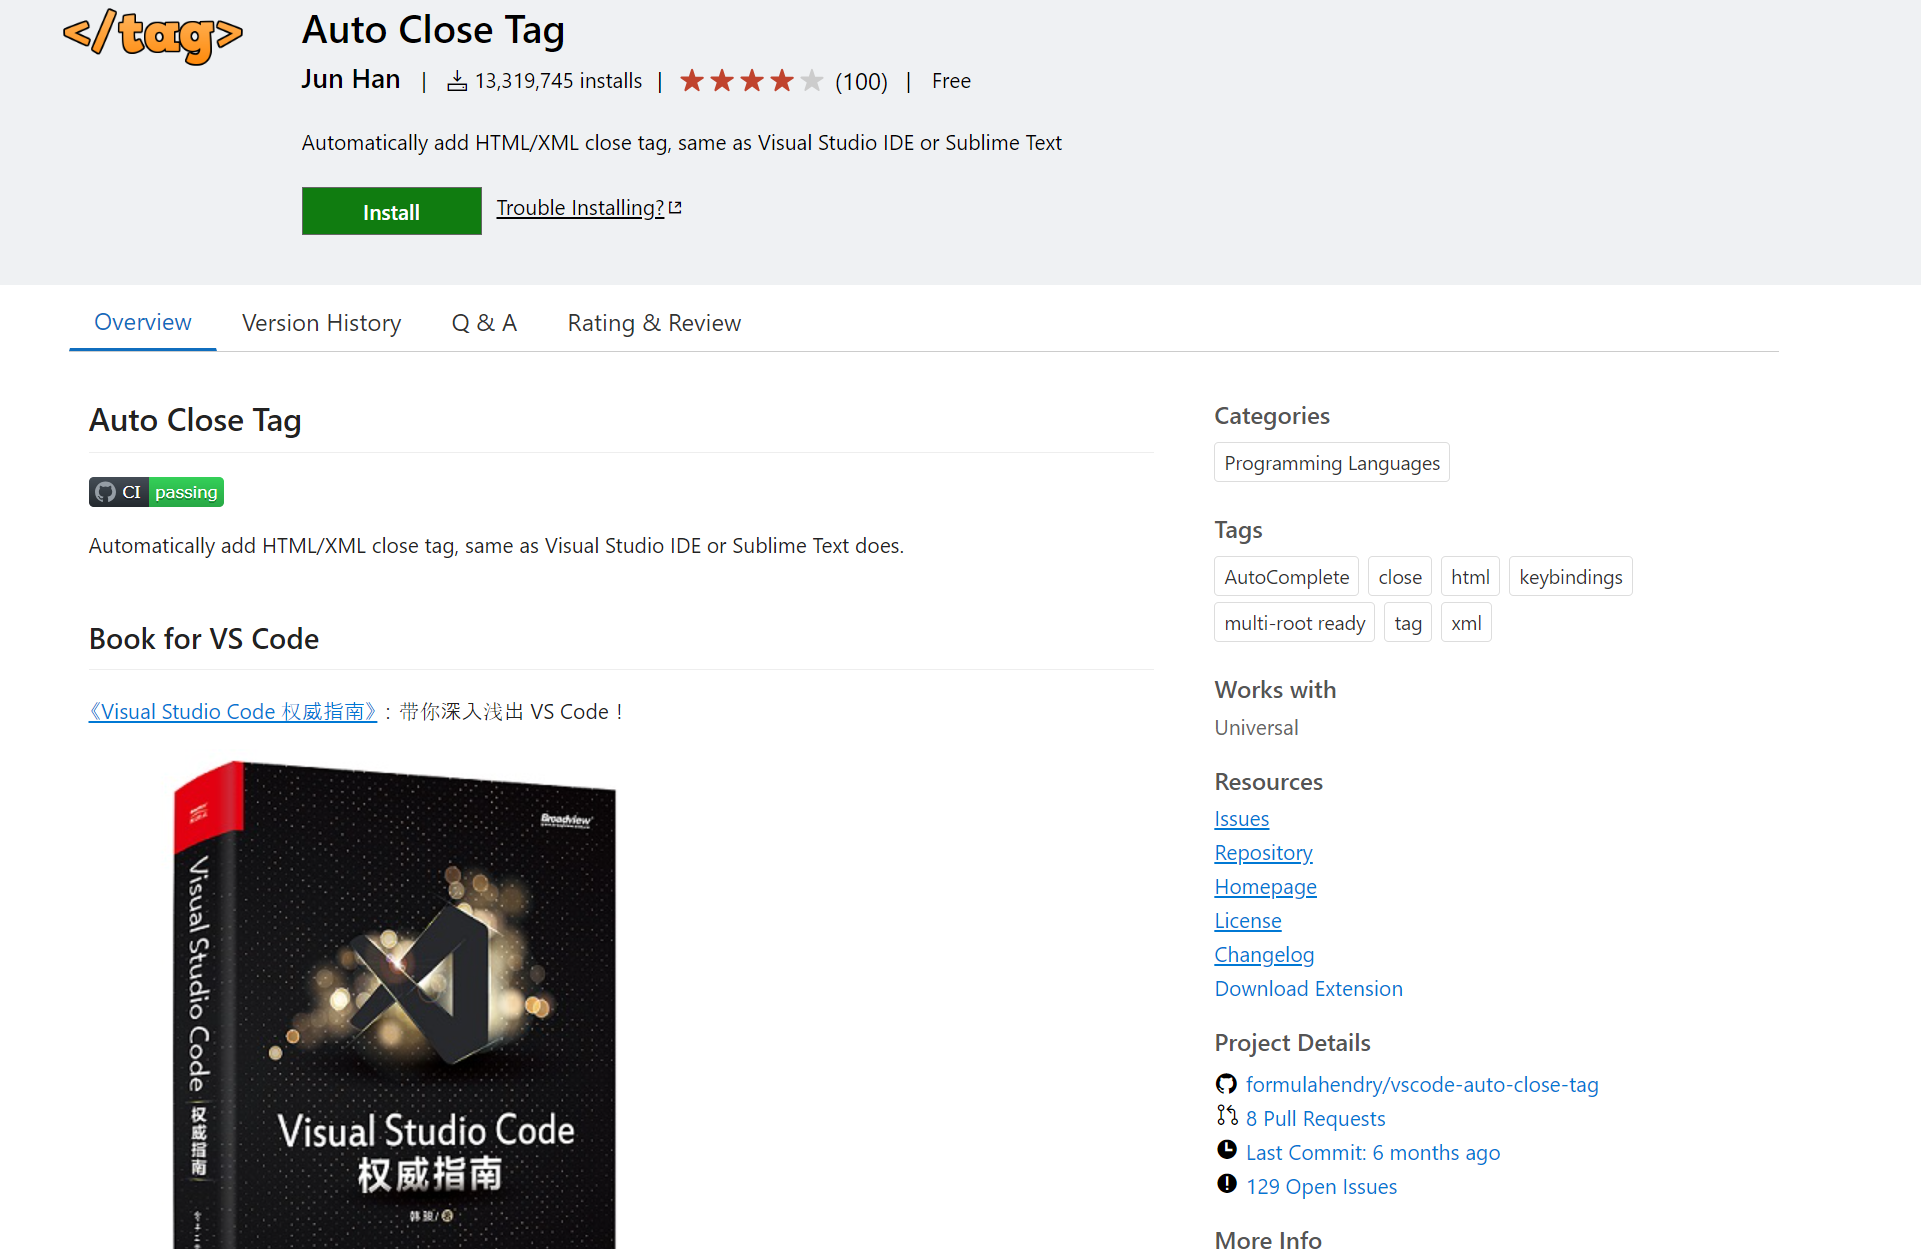 </tag>
Auto Close Tag
Jun Han | 13,319,745 installs | (100) | Free
Automatically add HTML/XML close tag, same as Visual Studio IDE or Sublime Text
Install Trouble Installing?
Overview Version History Q & A Rating & Review
Auto Close Tag
CI passing
Automatically add HTML/XML close tag, same as Visual Studio IDE or Sublime Text does.
Book for VS Code
《Visual Studio Code 权威指南》: 带你深入浅出 VS Code !
Broadview
Visual Studio Code 权威指南
Visual Studio Code
权威指南
Categories
Programming Languages
Tags
AutoComplete close html keybindings
multi-root ready tag xml
Works with
Universal
Resources
Issues
Repository
Homepage
License
Changelog
Download Extension
Project Details
formulahendry/vscode-auto-close-tag
8 Pull Requests
Last Commit: 6 months ago
129 Open Issues
More Info